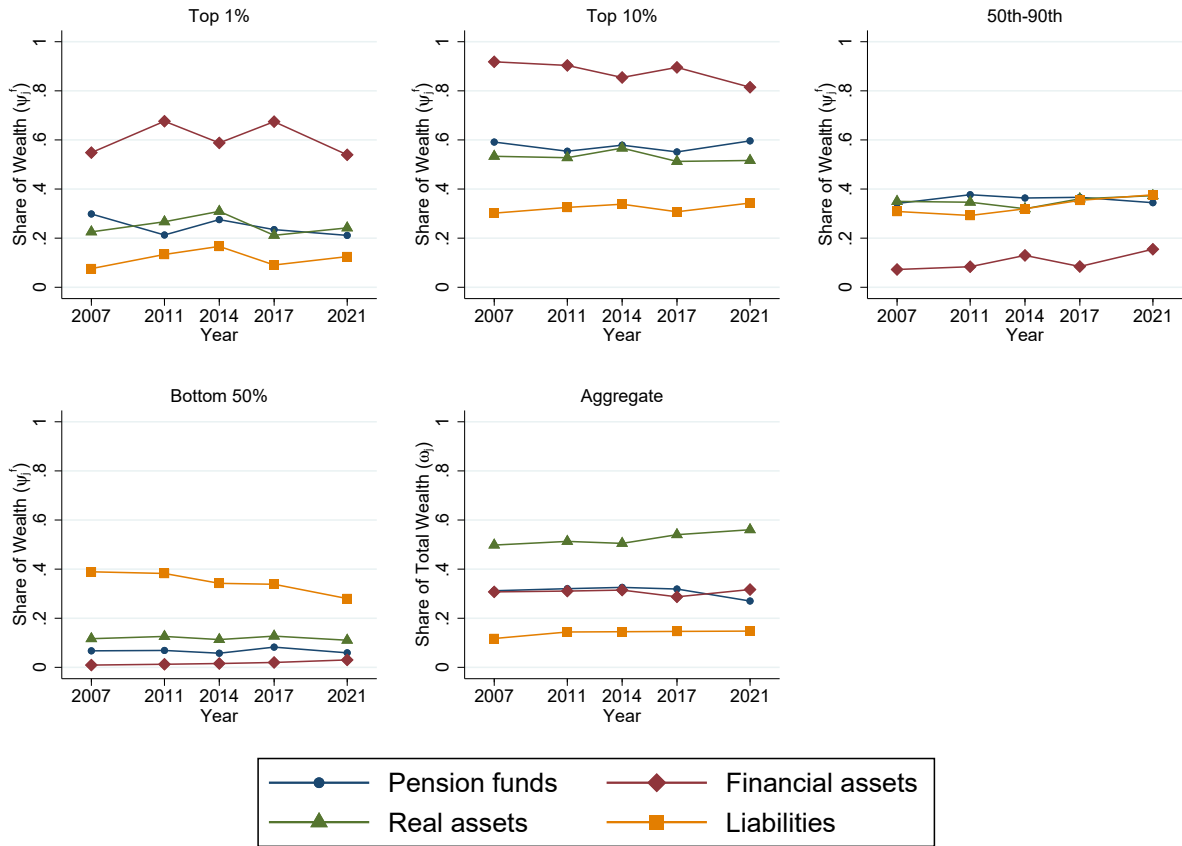 Top 1%
Share of Wealth (ψⱼᶠ)
1
.8
.6
.4
.2
0
2007 2011 2014 2017 2021
Year
Top 10%
Share of Wealth (ψⱼᶠ)
1
.8
.6
.4
.2
0
2007 2011 2014 2017 2021
Year
50th-90th
Share of Wealth (ψⱼᶠ)
1
.8
.6
.4
.2
0
2007 2011 2014 2017 2021
Year
Bottom 50%
Share of Wealth (ψⱼᶠ)
1
.8
.6
.4
.2
0
2007 2011 2014 2017 2021
Year
Aggregate
Share of Total Wealth (ωⱼ)
1
.8
.6
.4
.2
0
2007 2011 2014 2017 2021
Year
Pension funds Financial assets
Real assets Liabilities